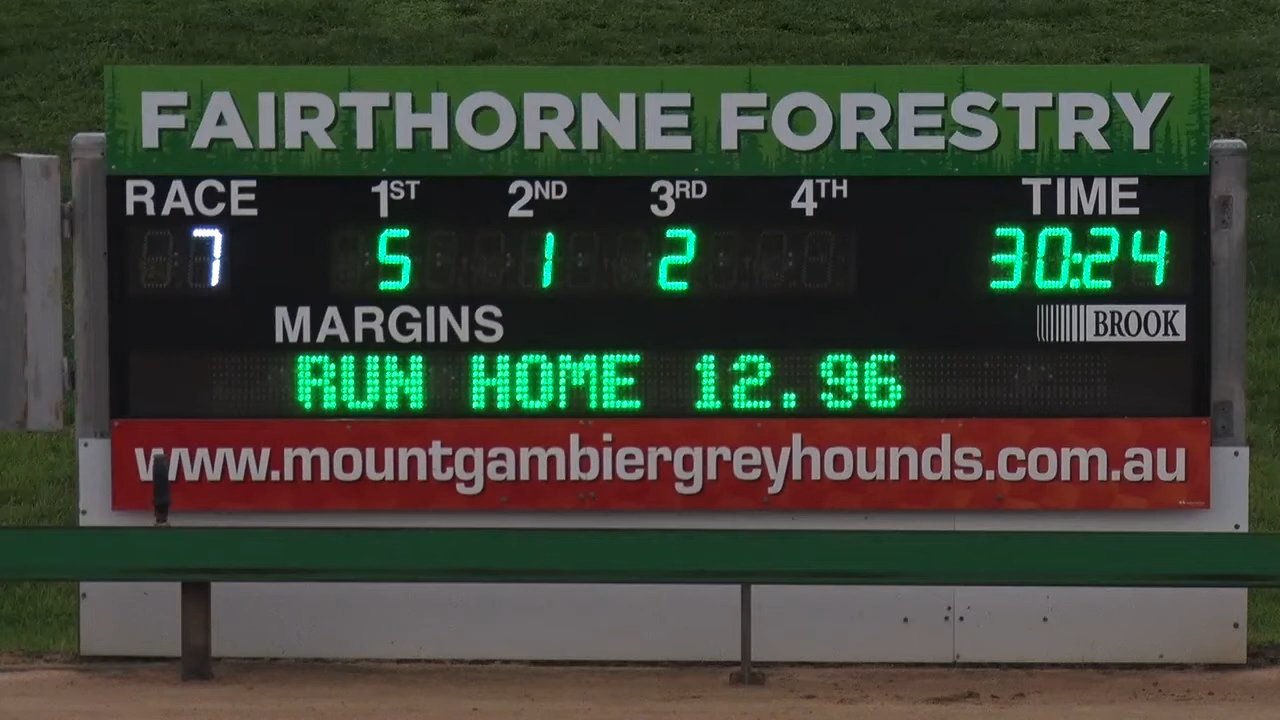 FAIRTHORNE FORESTRY
RACE 1ST 2ND 3RD 4TH TIME
7 5 1 2 30:24
MARGINS
BROOK
RUN HOME 12.96
www.mountgambiergreyhounds.com.au